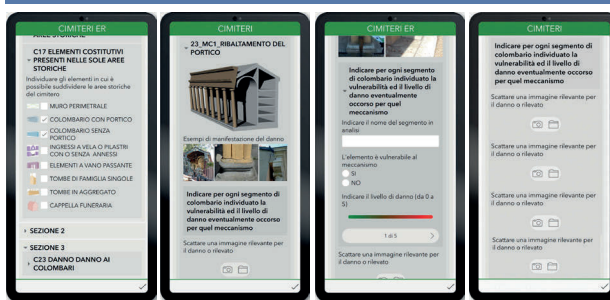 CIMITERI ER
AREE STORICHE
C17 ELEMENTI COSTITUTIVI
PRESENTI NELLE SOLE AREE
STORICHE
Individuare gli elementi in cui è
possibile suddividere le aree storiche
del cimitero
MURO PERIMETRALE
COLOMBARIO CON PORTICO
COLOMBARIO SENZA
PORTICO
INGRESSI A VELA O PILASTRI
CON O SENZA ANNESSI
ELEMENTI A VANO PASSANTE
TOMBE DI FAMIGLIA SINGOLE
TOMBE IN AGGREGATO
CAPPELLA FUNERARIA
SEZIONE 2
SEZIONE 3
C23 DANNO DANNO AI
COLOMBARI
CIMITERI
23_MC1_RIBALTAMENTO DEL
PORTICO
Esempi di manifestazione del danno
Indicare per ogni segmento di
colombario individuato la
vulnerabilità ed il livello di
danno eventualmente occorso
per quel meccanismo
Scattare una immagine rilevante per
il danno o rilevato
CIMITERI ER
Indicare per ogni segmento
di colombario individuato la
vulnerabilità ed il livello di
danno eventualmente
occorso per quel
meccanismo
Indicare il nome del segmento in
analisi
L'elemento è vulnerabile al
meccanismo
SI
NO
Indicare il livello di danno (da 0 a
5)
1 di 5
Scattare una immagine rilevante per
il danno o rilevato
CIMITERI
Indicare per ogni segmento di
colombario individuato la
vulnerabilità ed il livello di
danno eventualmente occorso
per quel meccanismo
Scattare una immagine rilevante per
il danno o rilevato
Scattare una immagine rilevante per
il danno o rilevato
Scattare una immagine rilevante per
il danno o rilevato
Scattare una immagine rilevante per
il danno o rilevato